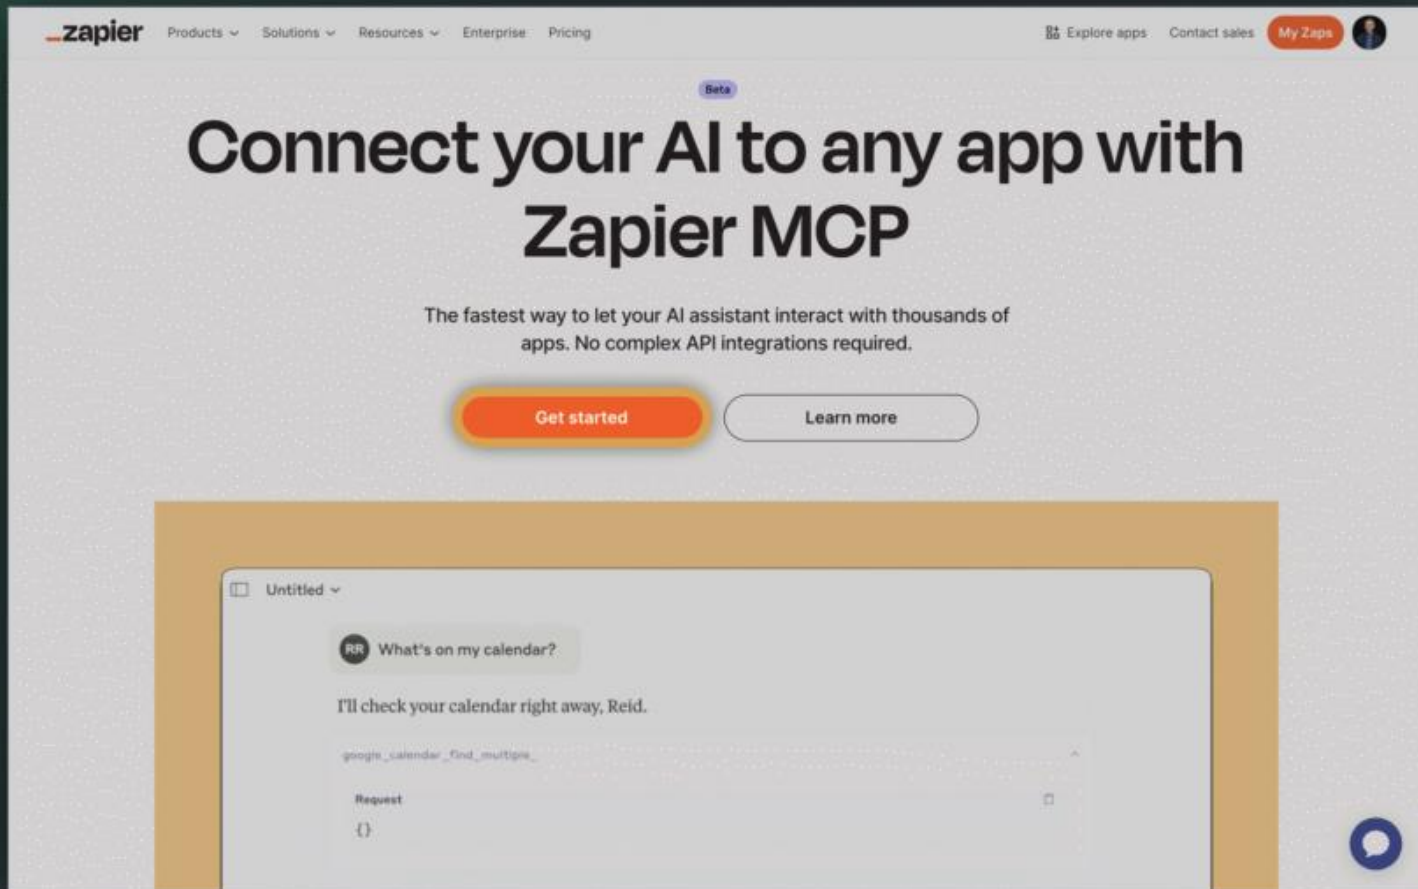 zapier Products Solutions Resources Enterprise Pricing Explore apps Contact sales My Zaps
Beta
Connect your AI to any app with
Zapier MCP
The fastest way to let your AI assistant interact with thousands of
apps. No complex API integrations required.
Get started Learn more
Untitled
RR What's on my calendar?
I'll check your calendar right away, Reid.
google_calendar_find_multiple_
Request
{}